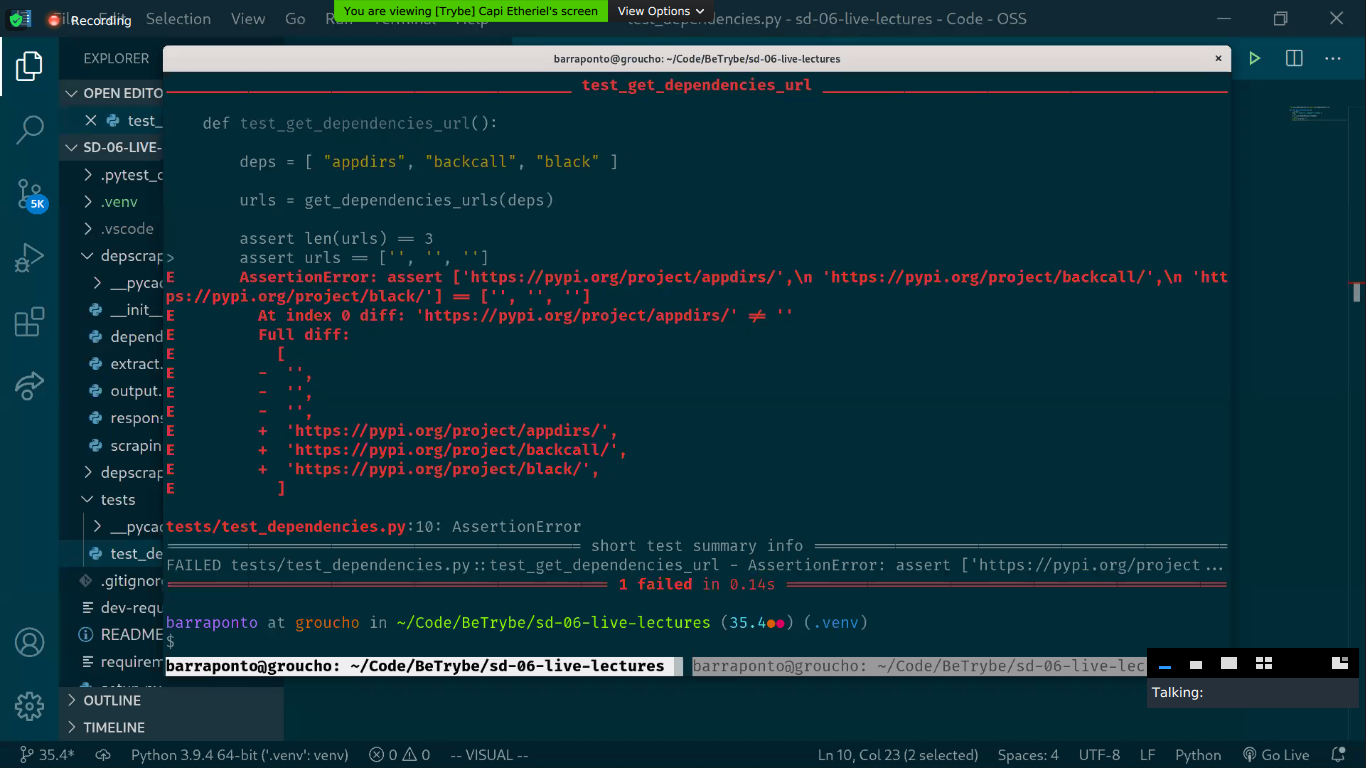 File Edit Selection View Go Run Terminal Help test_dependencies.py - sd-06-live-lectures - Code - OSS
Recording
You are viewing [Trybe] Capi Etheriel's screen
View Options
EXPLORER
OPEN EDITO
test_
SD-06-LIVE-
.pytest_c
.venv
.vscode
depscrap
__pycac
__init__
depend
extract.
output.
respon
scrapin
depscrap
tests
__pycac
test_de
.gitignore
dev-requ
README
requirem
OUTLINE
TIMELINE
5K
barraponto@groucho: ~/Code/BeTrybe/sd-06-live-lectures
test_get_dependencies_url
def test_get_dependencies_url():
deps = [ "appdirs", "backcall", "black" ]
urls = get_dependencies_urls(deps)
assert len(urls) == 3
> assert urls == ['', '', '']
E AssertionError: assert ['https://pypi.org/project/appdirs/',\n 'https://pypi.org/project/backcall/',\n 'htt
ps://pypi.org/project/black/'] == ['', '', '']
E At index 0 diff: 'https://pypi.org/project/appdirs/' != ''
E Full diff:
E [
E - '',
E - '',
E - '',
E + 'https://pypi.org/project/appdirs/',
E + 'https://pypi.org/project/backcall/',
E + 'https://pypi.org/project/black/',
E ]
tests/test_dependencies.py:10: AssertionError
short test summary info
FAILED tests/test_dependencies.py::test_get_dependencies_url - AssertionError: assert ['https://pypi.org/project...
1 failed in 0.14s
barraponto at groucho in ~/Code/BeTrybe/sd-06-live-lectures (35.4●●) (.venv)
$
barraponto@groucho: ~/Code/BeTrybe/sd-06-live-lectures
barraponto@groucho: ~/Code/BeTrybe/sd-06-live-lec
Talking:
35.4* Python 3.9.4 64-bit ('.venv': venv) 0 0 -- VISUAL -- Ln 10, Col 23 (2 selected) Spaces: 4 UTF-8 LF Python Go Live